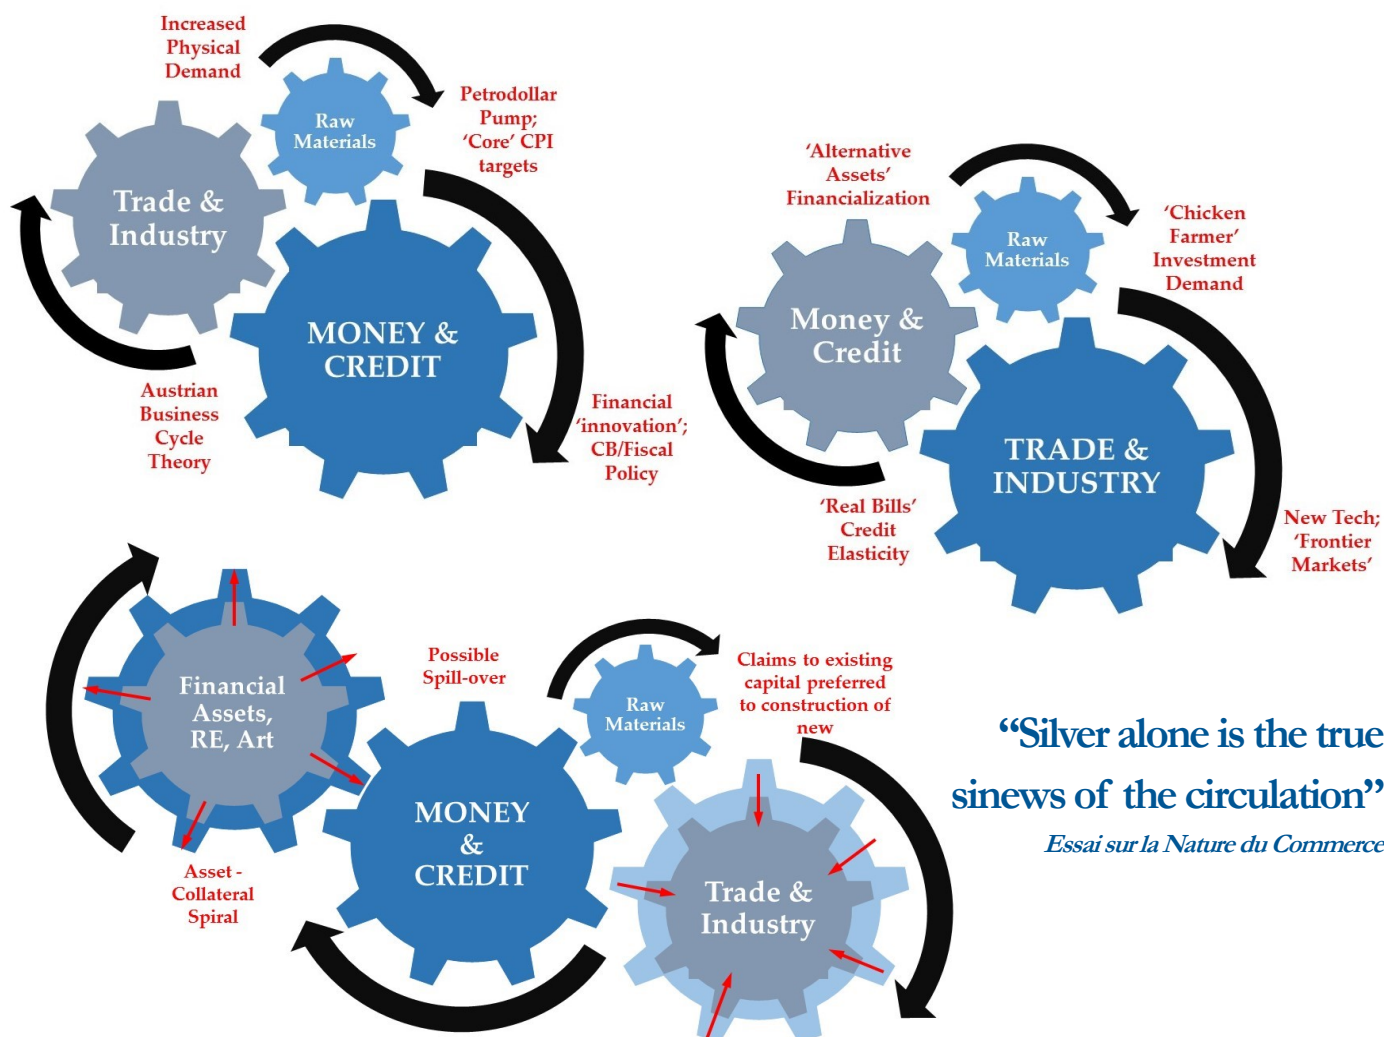 Increased
Physical
Demand
Raw
Materials
Petrodollar
Pump;
‘Core’ CPI
targets
Trade &
Industry
MONEY &
CREDIT
Austrian
Business
Cycle
Theory
Financial
‘innovation’;
CB/Fiscal
Policy
‘Alternative
Assets’
Financialization
Raw
Materials
‘Chicken
Farmer’
Investment
Demand
Money &
Credit
TRADE &
INDUSTRY
‘Real Bills’
Credit
Elasticity
New Tech;
‘Frontier
Markets’
Financial
Assets,
RE, Art
Asset -
Collateral
Spiral
Possible
Spill-over
MONEY
&
CREDIT
Raw
Materials
Claims to existing
capital preferred
to construction of
new
Trade &
Industry
“Silver alone is the true
sinews of the circulation”
Essai sur la Nature du Commerce